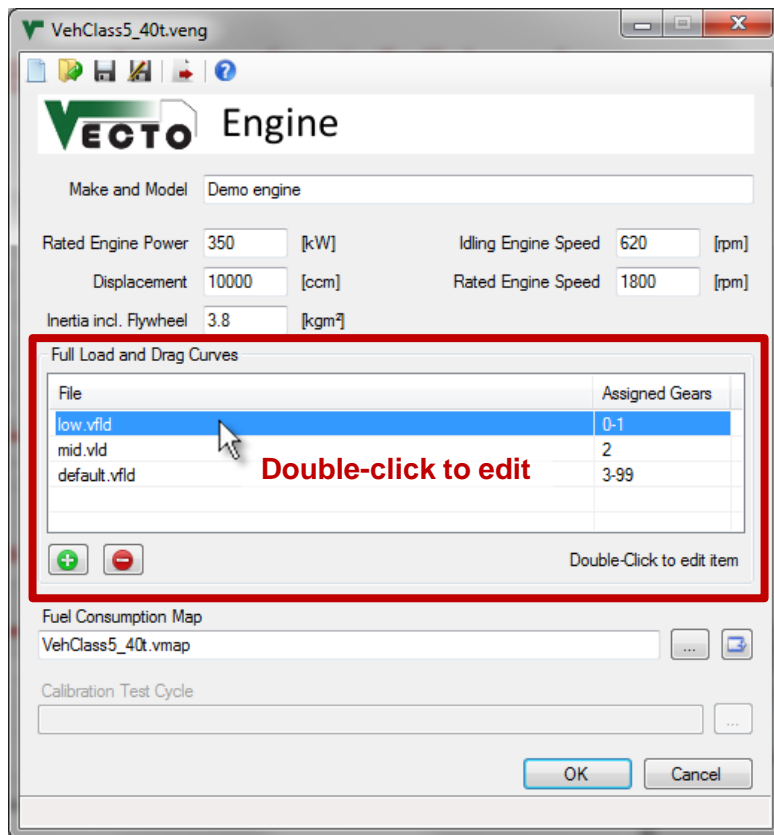 VehClass5_40t.veng
VECTO Engine
Make and Model Demo engine
Rated Engine Power 350 [kW] Idling Engine Speed 620 [rpm]
Displacement 10000 [ccm] Rated Engine Speed 1800 [rpm]
Inertia incl. Flywheel 3.8 [kgm²]
Full Load and Drag Curves
File Assigned Gears
low.vfld 0-1
mid.vld 2
Double-click to edit
default.vfld 3-99
Double-Click to edit item
Fuel Consumption Map
VehClass5_40t.vmap ...
Calibration Test Cycle
...
OK Cancel